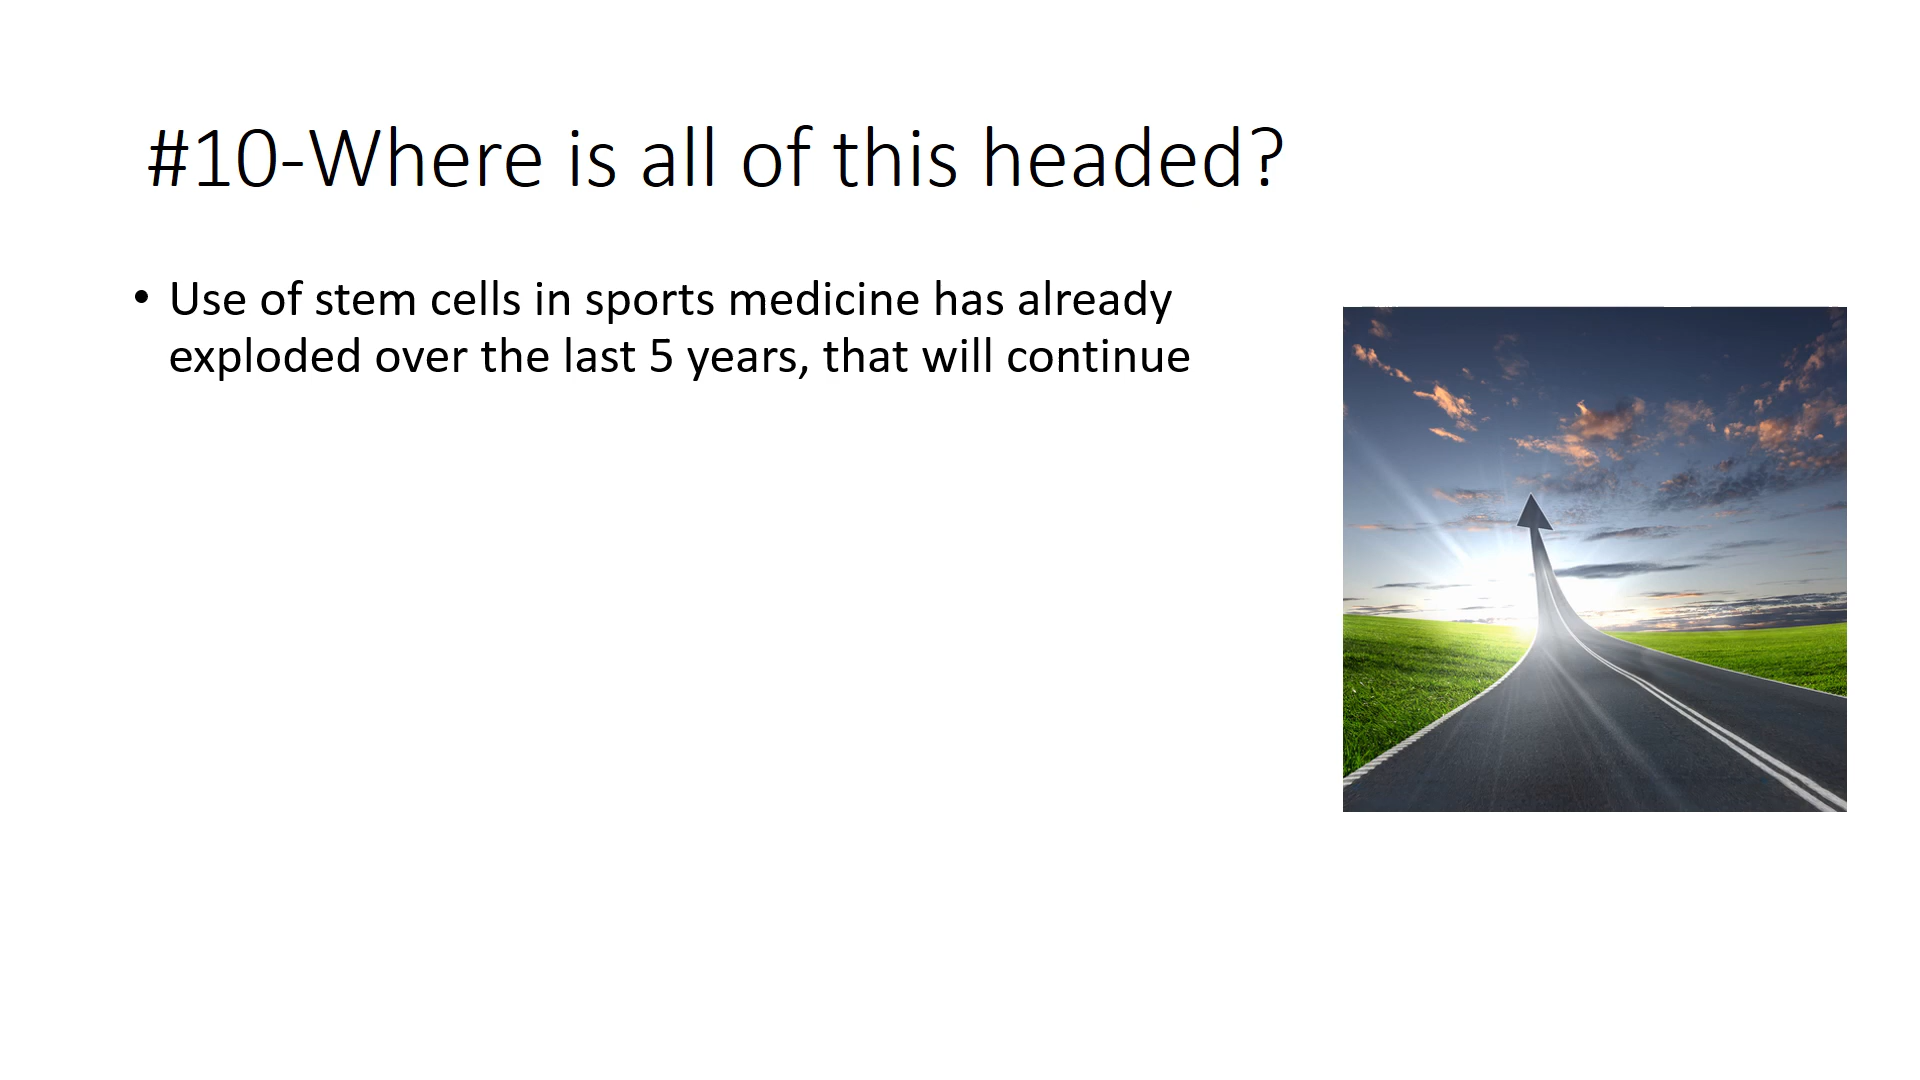 #10-Where is all of this headed?
• Use of stem cells in sports medicine has already
exploded over the last 5 years, that will continue